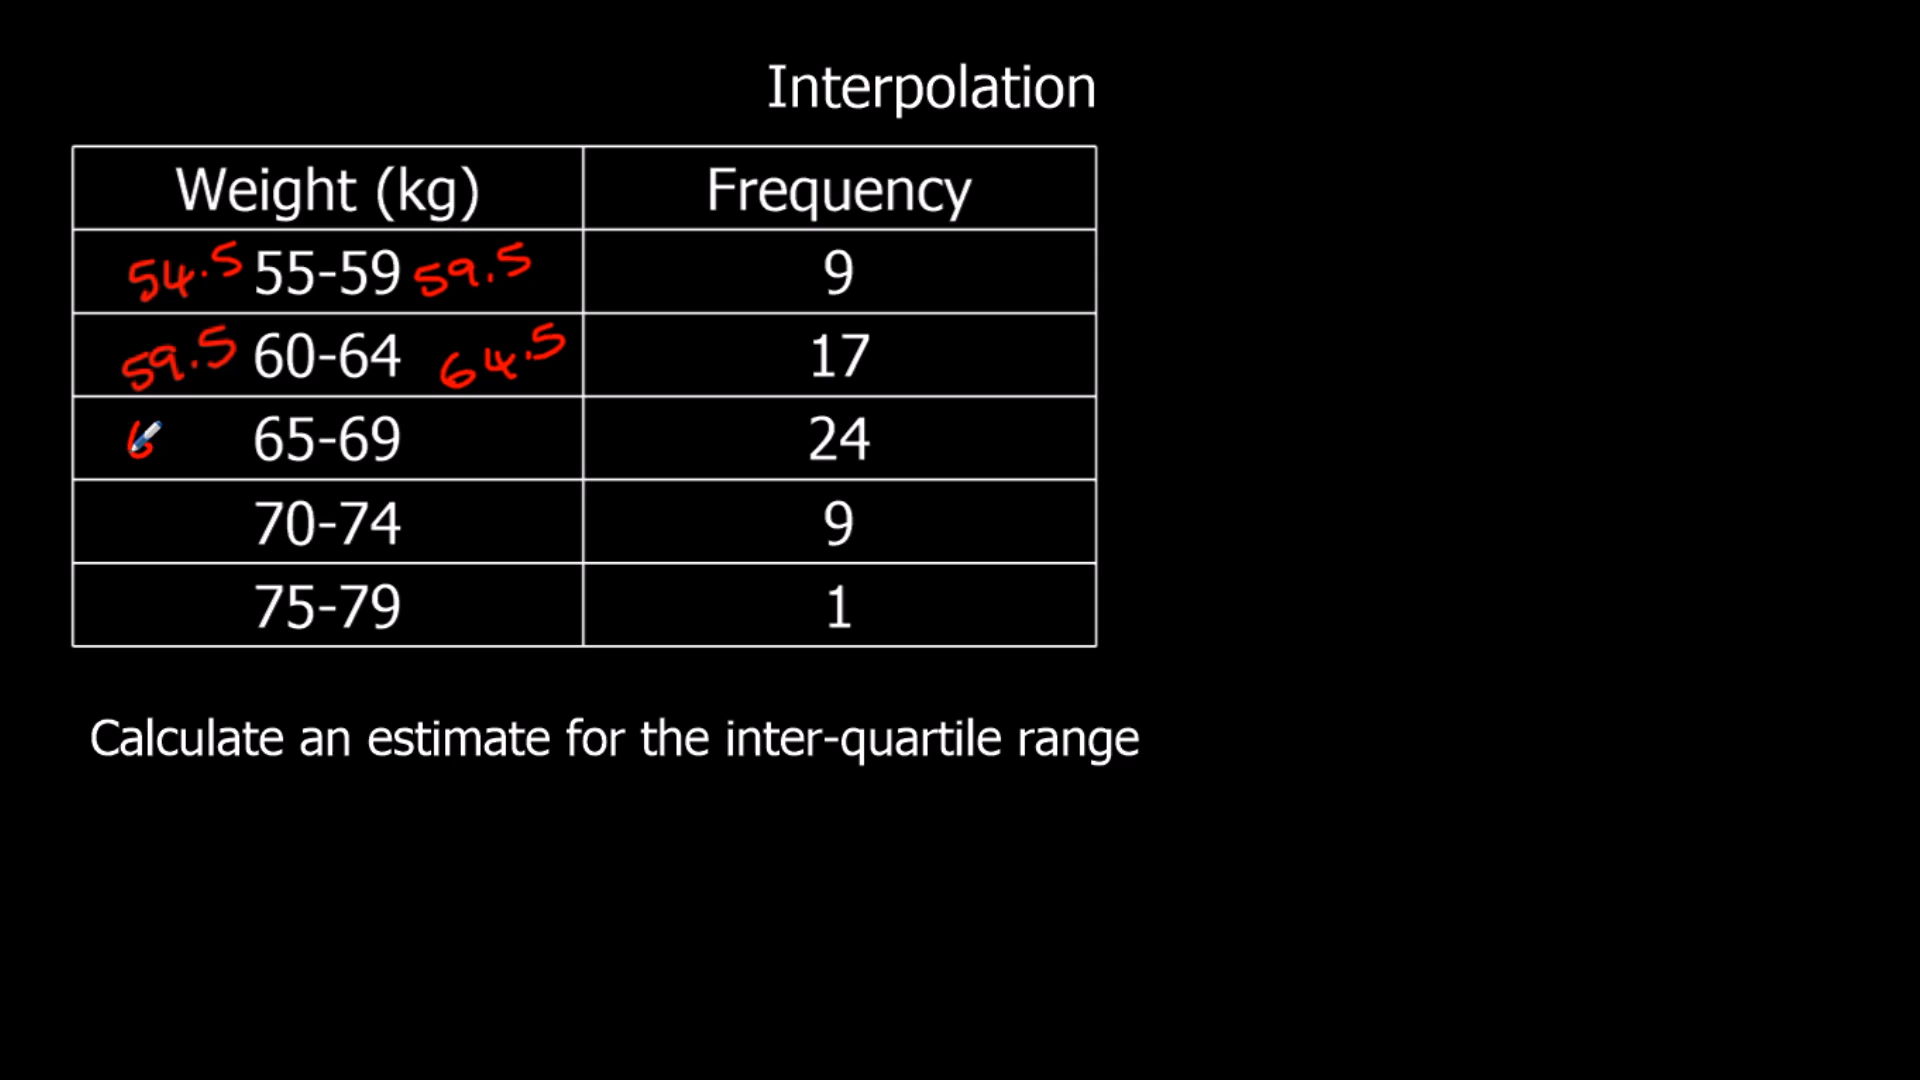 Interpolation
Weight (kg) Frequency
54.5 55-59 59.5 9
59.5 60-64 64.5 17
6 65-69 24
70-74 9
75-79 1
Calculate an estimate for the inter-quartile range